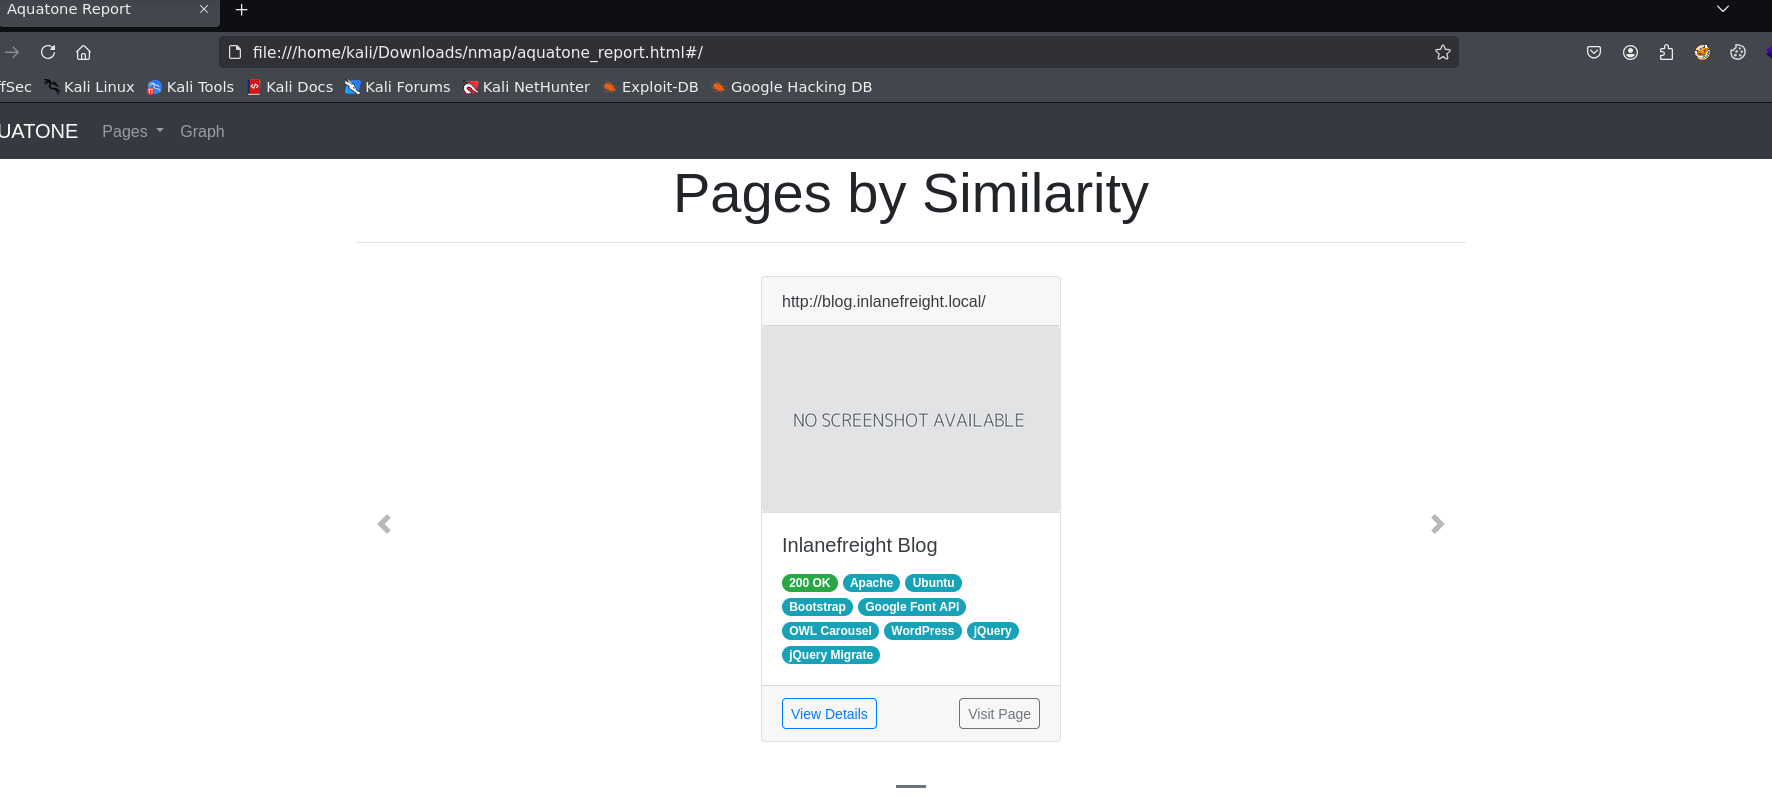 Aquatone Report
file:///home/kali/Downloads/nmap/aquatone_report.html#/
fSec Kali Linux Kali Tools Kali Docs Kali Forums Kali NetHunter Exploit-DB Google Hacking DB
UATONE Pages Graph
Pages by Similarity
http://blog.inlanefreight.local/
NO SCREENSHOT AVAILABLE
Inlanefreight Blog
200 OK Apache Ubuntu
Bootstrap Google Font API
OWL Carousel WordPress jQuery
jQuery Migrate
View Details Visit Page